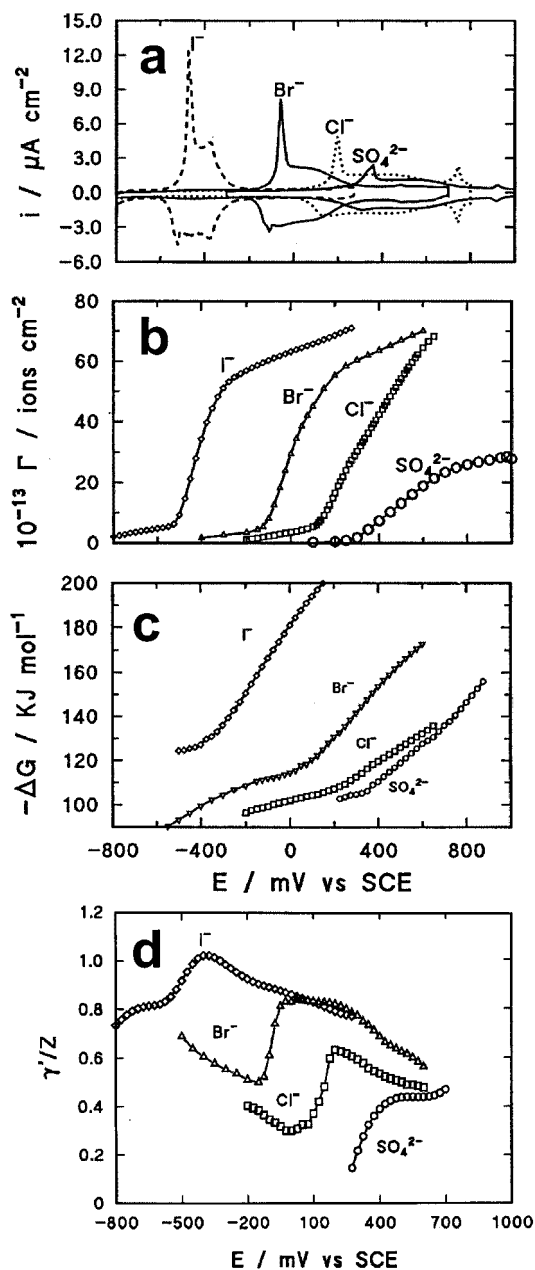 a
15.0
12.0
9.0
6.0
3.0
0.0
-3.0
-6.0
i / μA cm⁻²
I⁻
Br⁻
Cl⁻
SO₄²⁻
b
80
60
40
20
0
10⁻¹³ Γ / ions cm⁻²
I⁻
Br⁻
Cl⁻
SO₄²⁻
c
200
180
160
140
120
100
-ΔG / KJ mol⁻¹
I⁻
Br⁻
Cl⁻
SO₄²⁻
-800 -400 0 400 800
E / mV vs SCE
d
1.2
1.0
0.8
0.6
0.4
0.2
0
γ'/Z
I⁻
Br⁻
Cl⁻
SO₄²⁻
-800 -500 -200 100 400 700 1000
E / mV vs SCE